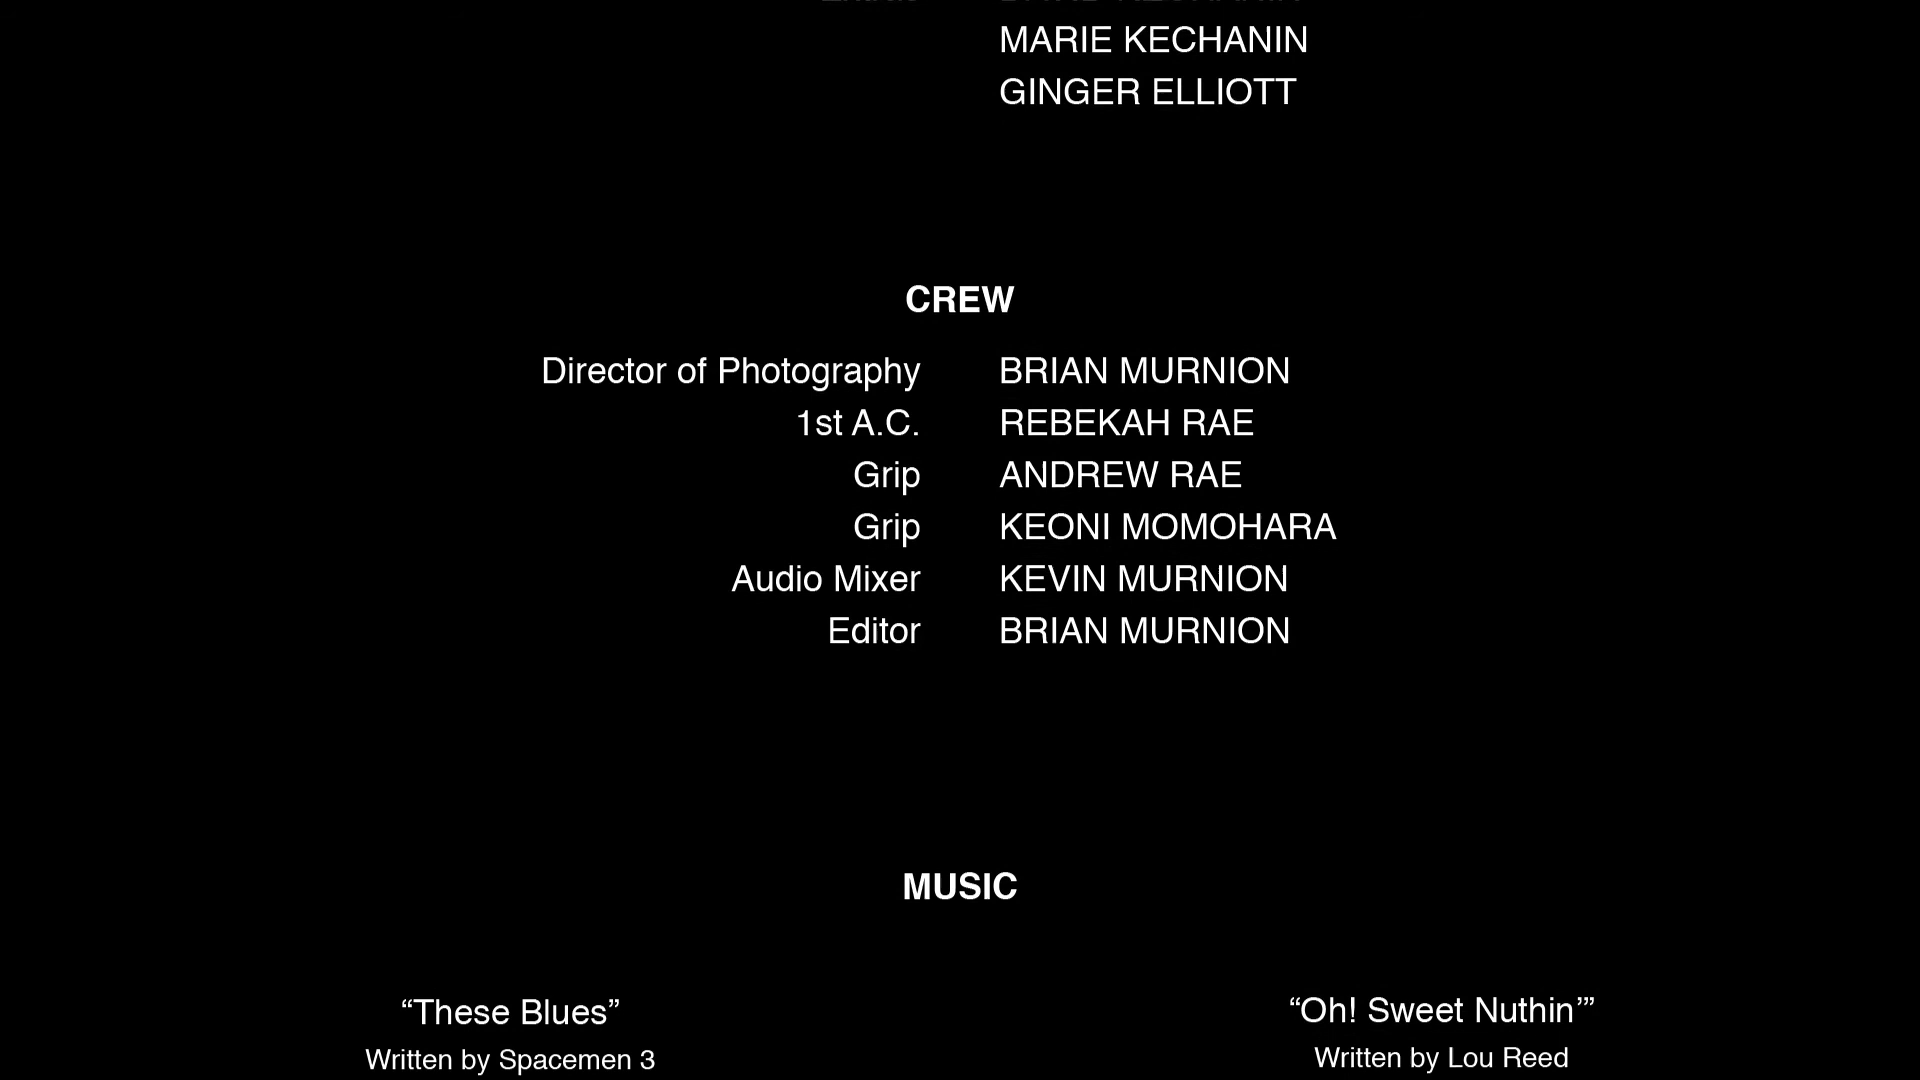 MARIE KECHANIN
GINGER ELLIOTT
CREW
Director of Photography BRIAN MURNION
1st A.C. REBEKAH RAE
Grip ANDREW RAE
Grip KEONI MOMOHARA
Audio Mixer KEVIN MURNION
Editor BRIAN MURNION
MUSIC
“These Blues” “Oh! Sweet Nuthin’”
Written by Spacemen 3 Written by Lou Reed